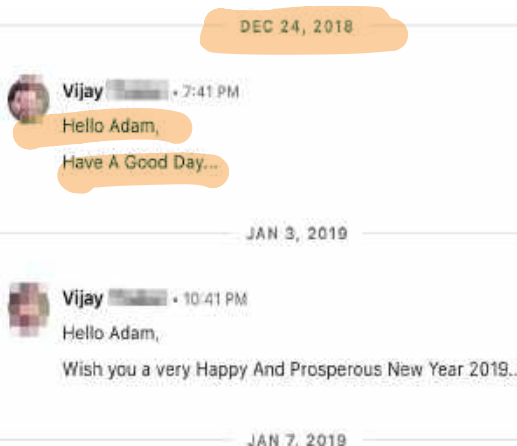 DEC 24, 2018
Vijay • 7:41 PM
Hello Adam,
Have A Good Day...
JAN 3, 2019
Vijay • 10:41 PM
Hello Adam,
Wish you a very Happy And Prosperous New Year 2019..
JAN 7, 2019